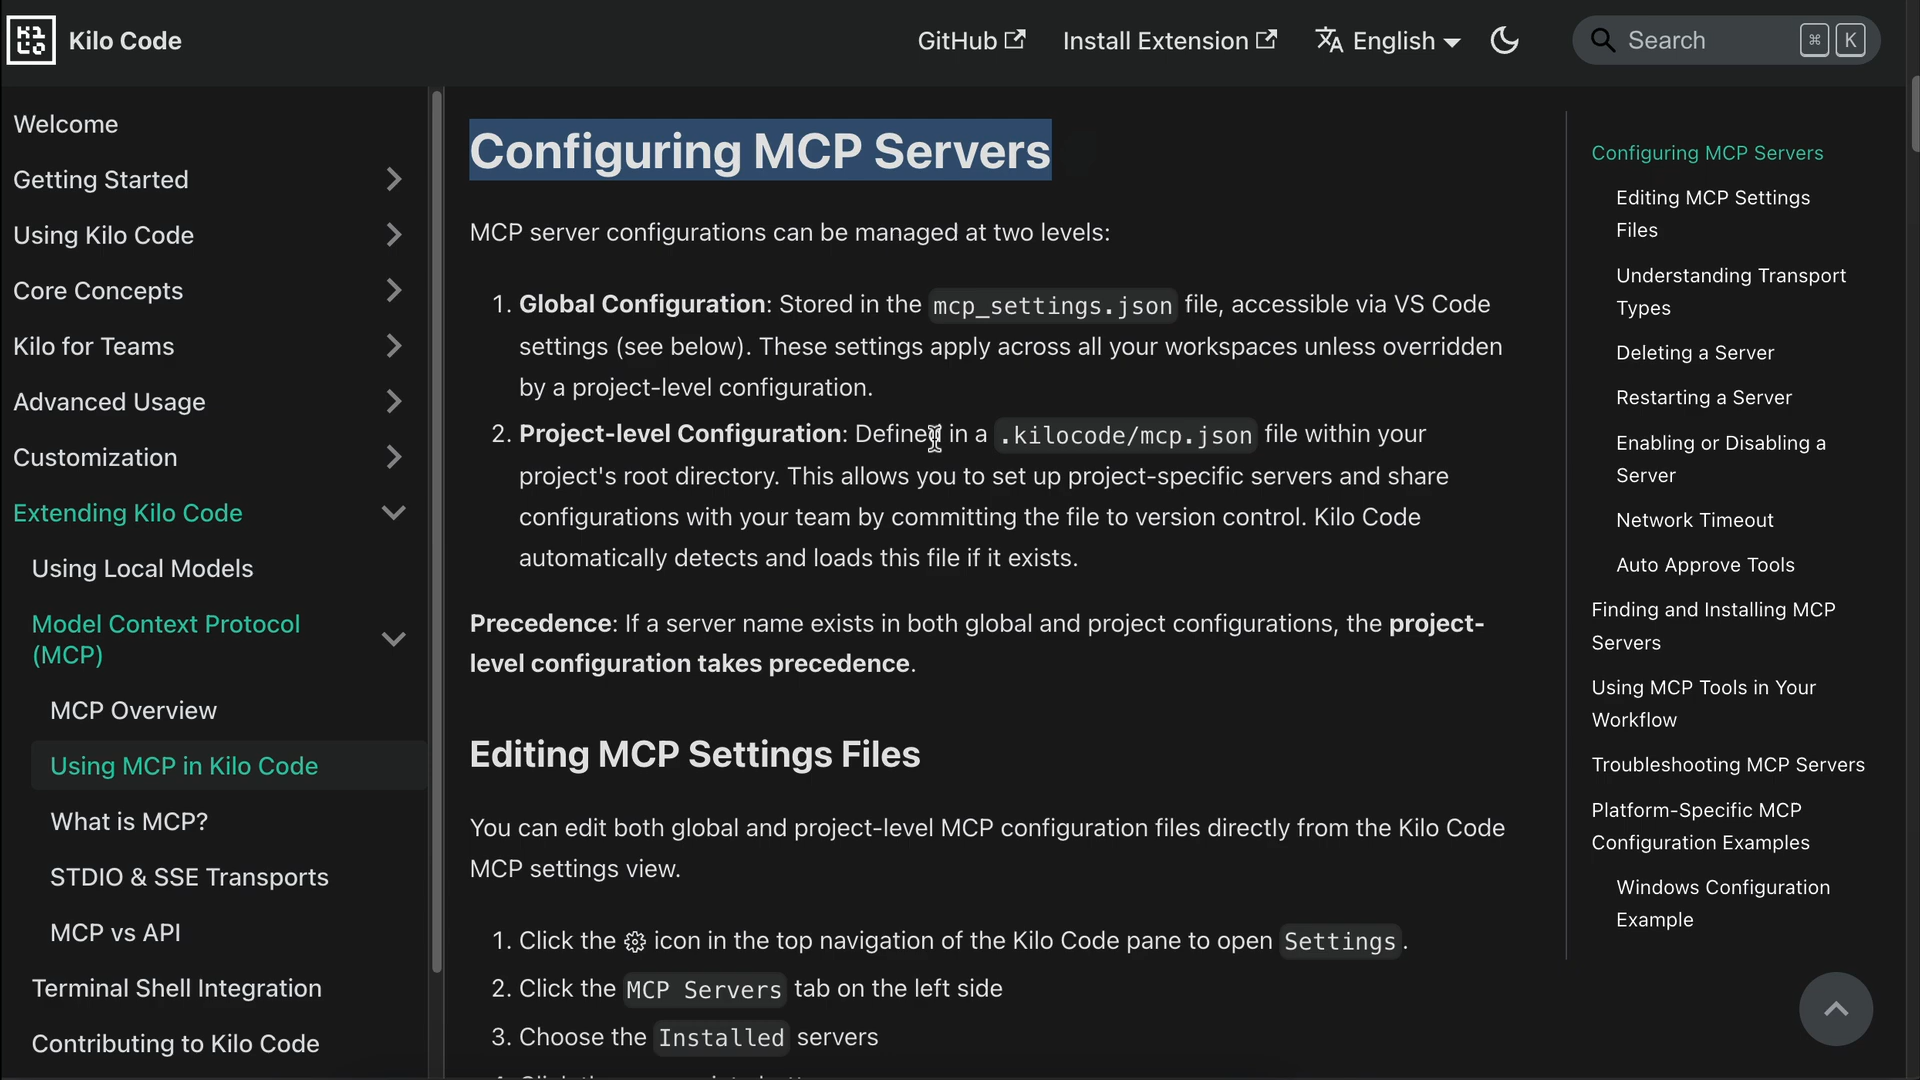 Kilo Code
GitHub
Install Extension
English
Search
⌘ K
Welcome
Getting Started
Using Kilo Code
Core Concepts
Kilo for Teams
Advanced Usage
Customization
Extending Kilo Code
Using Local Models
Model Context Protocol
(MCP)
MCP Overview
Using MCP in Kilo Code
What is MCP?
STDIO & SSE Transports
MCP vs API
Terminal Shell Integration
Contributing to Kilo Code
Configuring MCP Servers
MCP server configurations can be managed at two levels:
1. Global Configuration: Stored in the mcp_settings.json file, accessible via VS Code
settings (see below). These settings apply across all your workspaces unless overridden
by a project-level configuration.
2. Project-level Configuration: Defined in a .kilocode/mcp.json file within your
project's root directory. This allows you to set up project-specific servers and share
configurations with your team by committing the file to version control. Kilo Code
automatically detects and loads this file if it exists.
Precedence: If a server name exists in both global and project configurations, the project-
level configuration takes precedence.
Editing MCP Settings Files
You can edit both global and project-level MCP configuration files directly from the Kilo Code
MCP settings view.
1. Click the icon in the top navigation of the Kilo Code pane to open Settings.
2. Click the MCP Servers tab on the left side
3. Choose the Installed servers
Configuring MCP Servers
Editing MCP Settings
Files
Understanding Transport
Types
Deleting a Server
Restarting a Server
Enabling or Disabling a
Server
Network Timeout
Auto Approve Tools
Finding and Installing MCP
Servers
Using MCP Tools in Your
Workflow
Troubleshooting MCP Servers
Platform-Specific MCP
Configuration Examples
Windows Configuration
Example